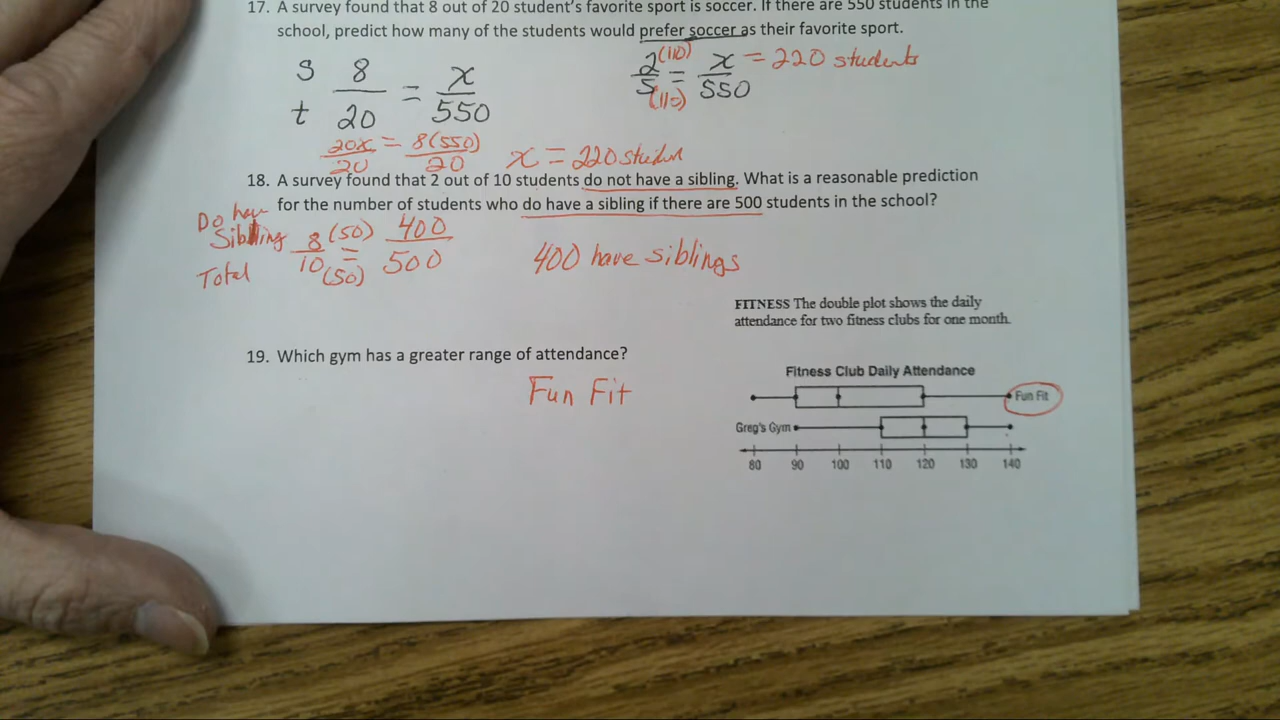 17. A survey found that 8 out of 20 student's favorite sport is soccer. If there are 550 students in the
school, predict how many of the students would prefer soccer as their favorite sport.
S 8 = x
t 20 550
2 (110) = x = 220 students
5 (110) 550
20x = 8(550)
20 20
x = 220 studen
18. A survey found that 2 out of 10 students do not have a sibling. What is a reasonable prediction
for the number of students who do have a sibling if there are 500 students in the school?
Do have
Sibling 8 (50) = 400
Total 10 (50) 500
400 have siblings
FITNESS The double plot shows the daily
attendance for two fitness clubs for one month.
19. Which gym has a greater range of attendance?
Fun Fit
Fitness Club Daily Attendance
Fun Fit
Greg's Gym
80 90 100 110 120 130 140